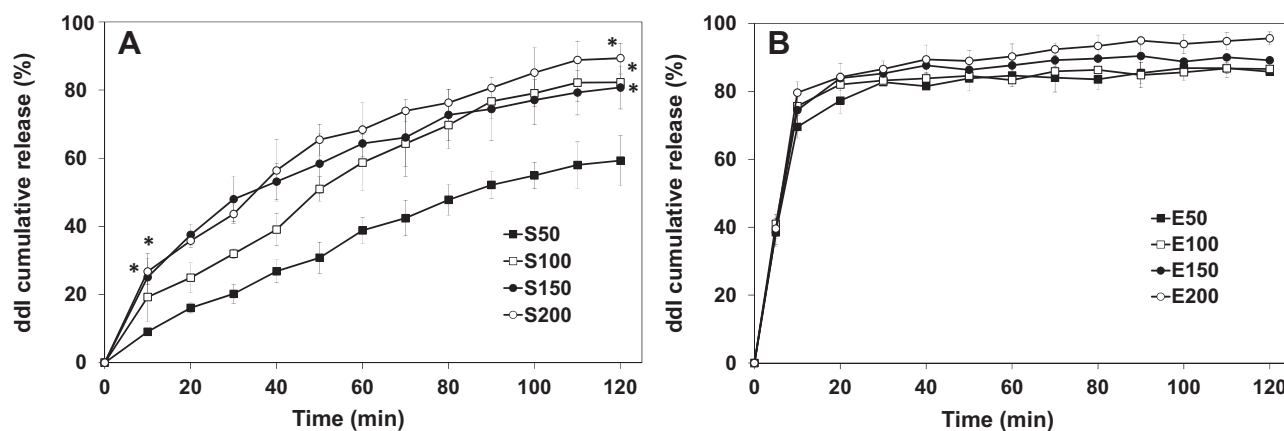 A
ddI cumulative release (%)
100
80
60
40
20
0
0 20 40 60 80 100 120
Time (min)
* * * * *
S50
S100
S150
S200
B
ddI cumulative release (%)
100
80
60
40
20
0
0 20 40 60 80 100 120
Time (min)
E50
E100
E150
E200